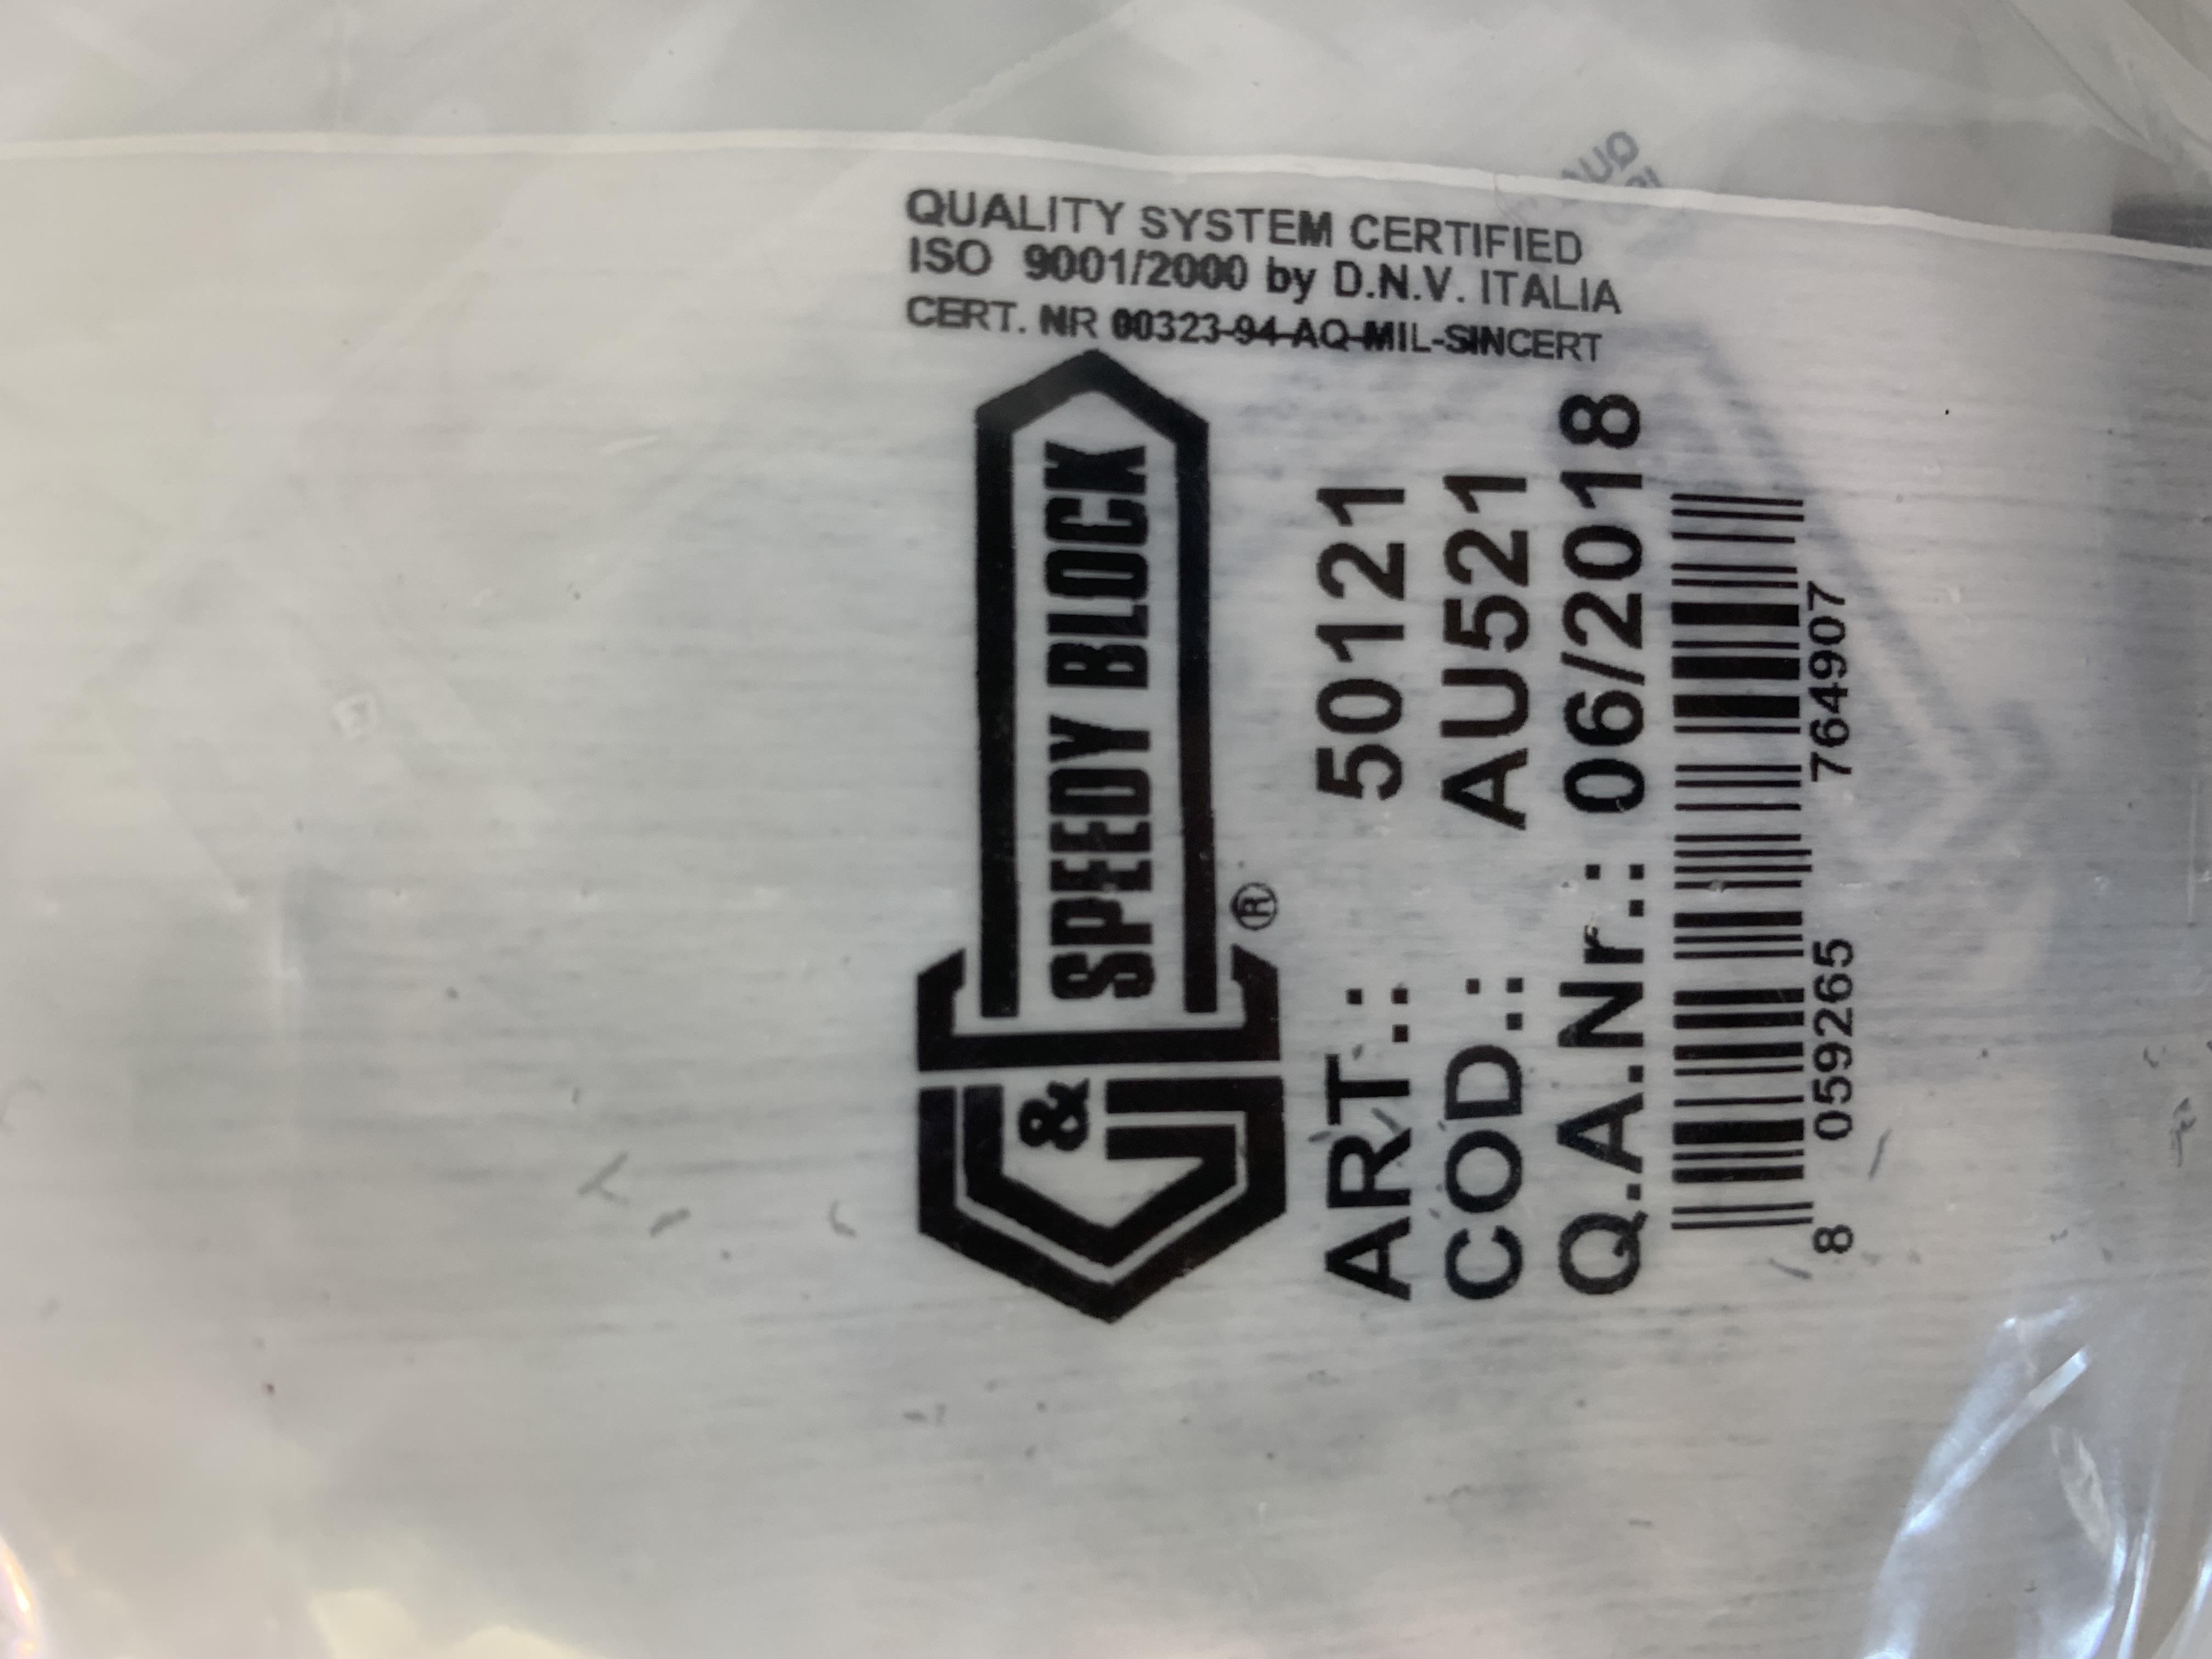 QUALITY SYSTEM CERTIFIED
ISO 9001/2000 by D.N.V. ITALIA
CERT. NR 00323-94-AQ-MIL-SINCERT
G&J SPEEDY BLOCK ®
ART.: 50121
COD.: AU521
Q.A.Nr.: 06/2018
8 059265 764907
QUA